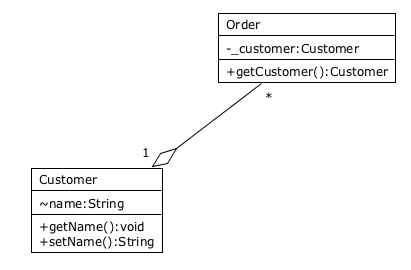 Order
-_customer:Customer
+getCustomer():Customer
*
1
Customer
~name:String
+getName():void
+setName():String